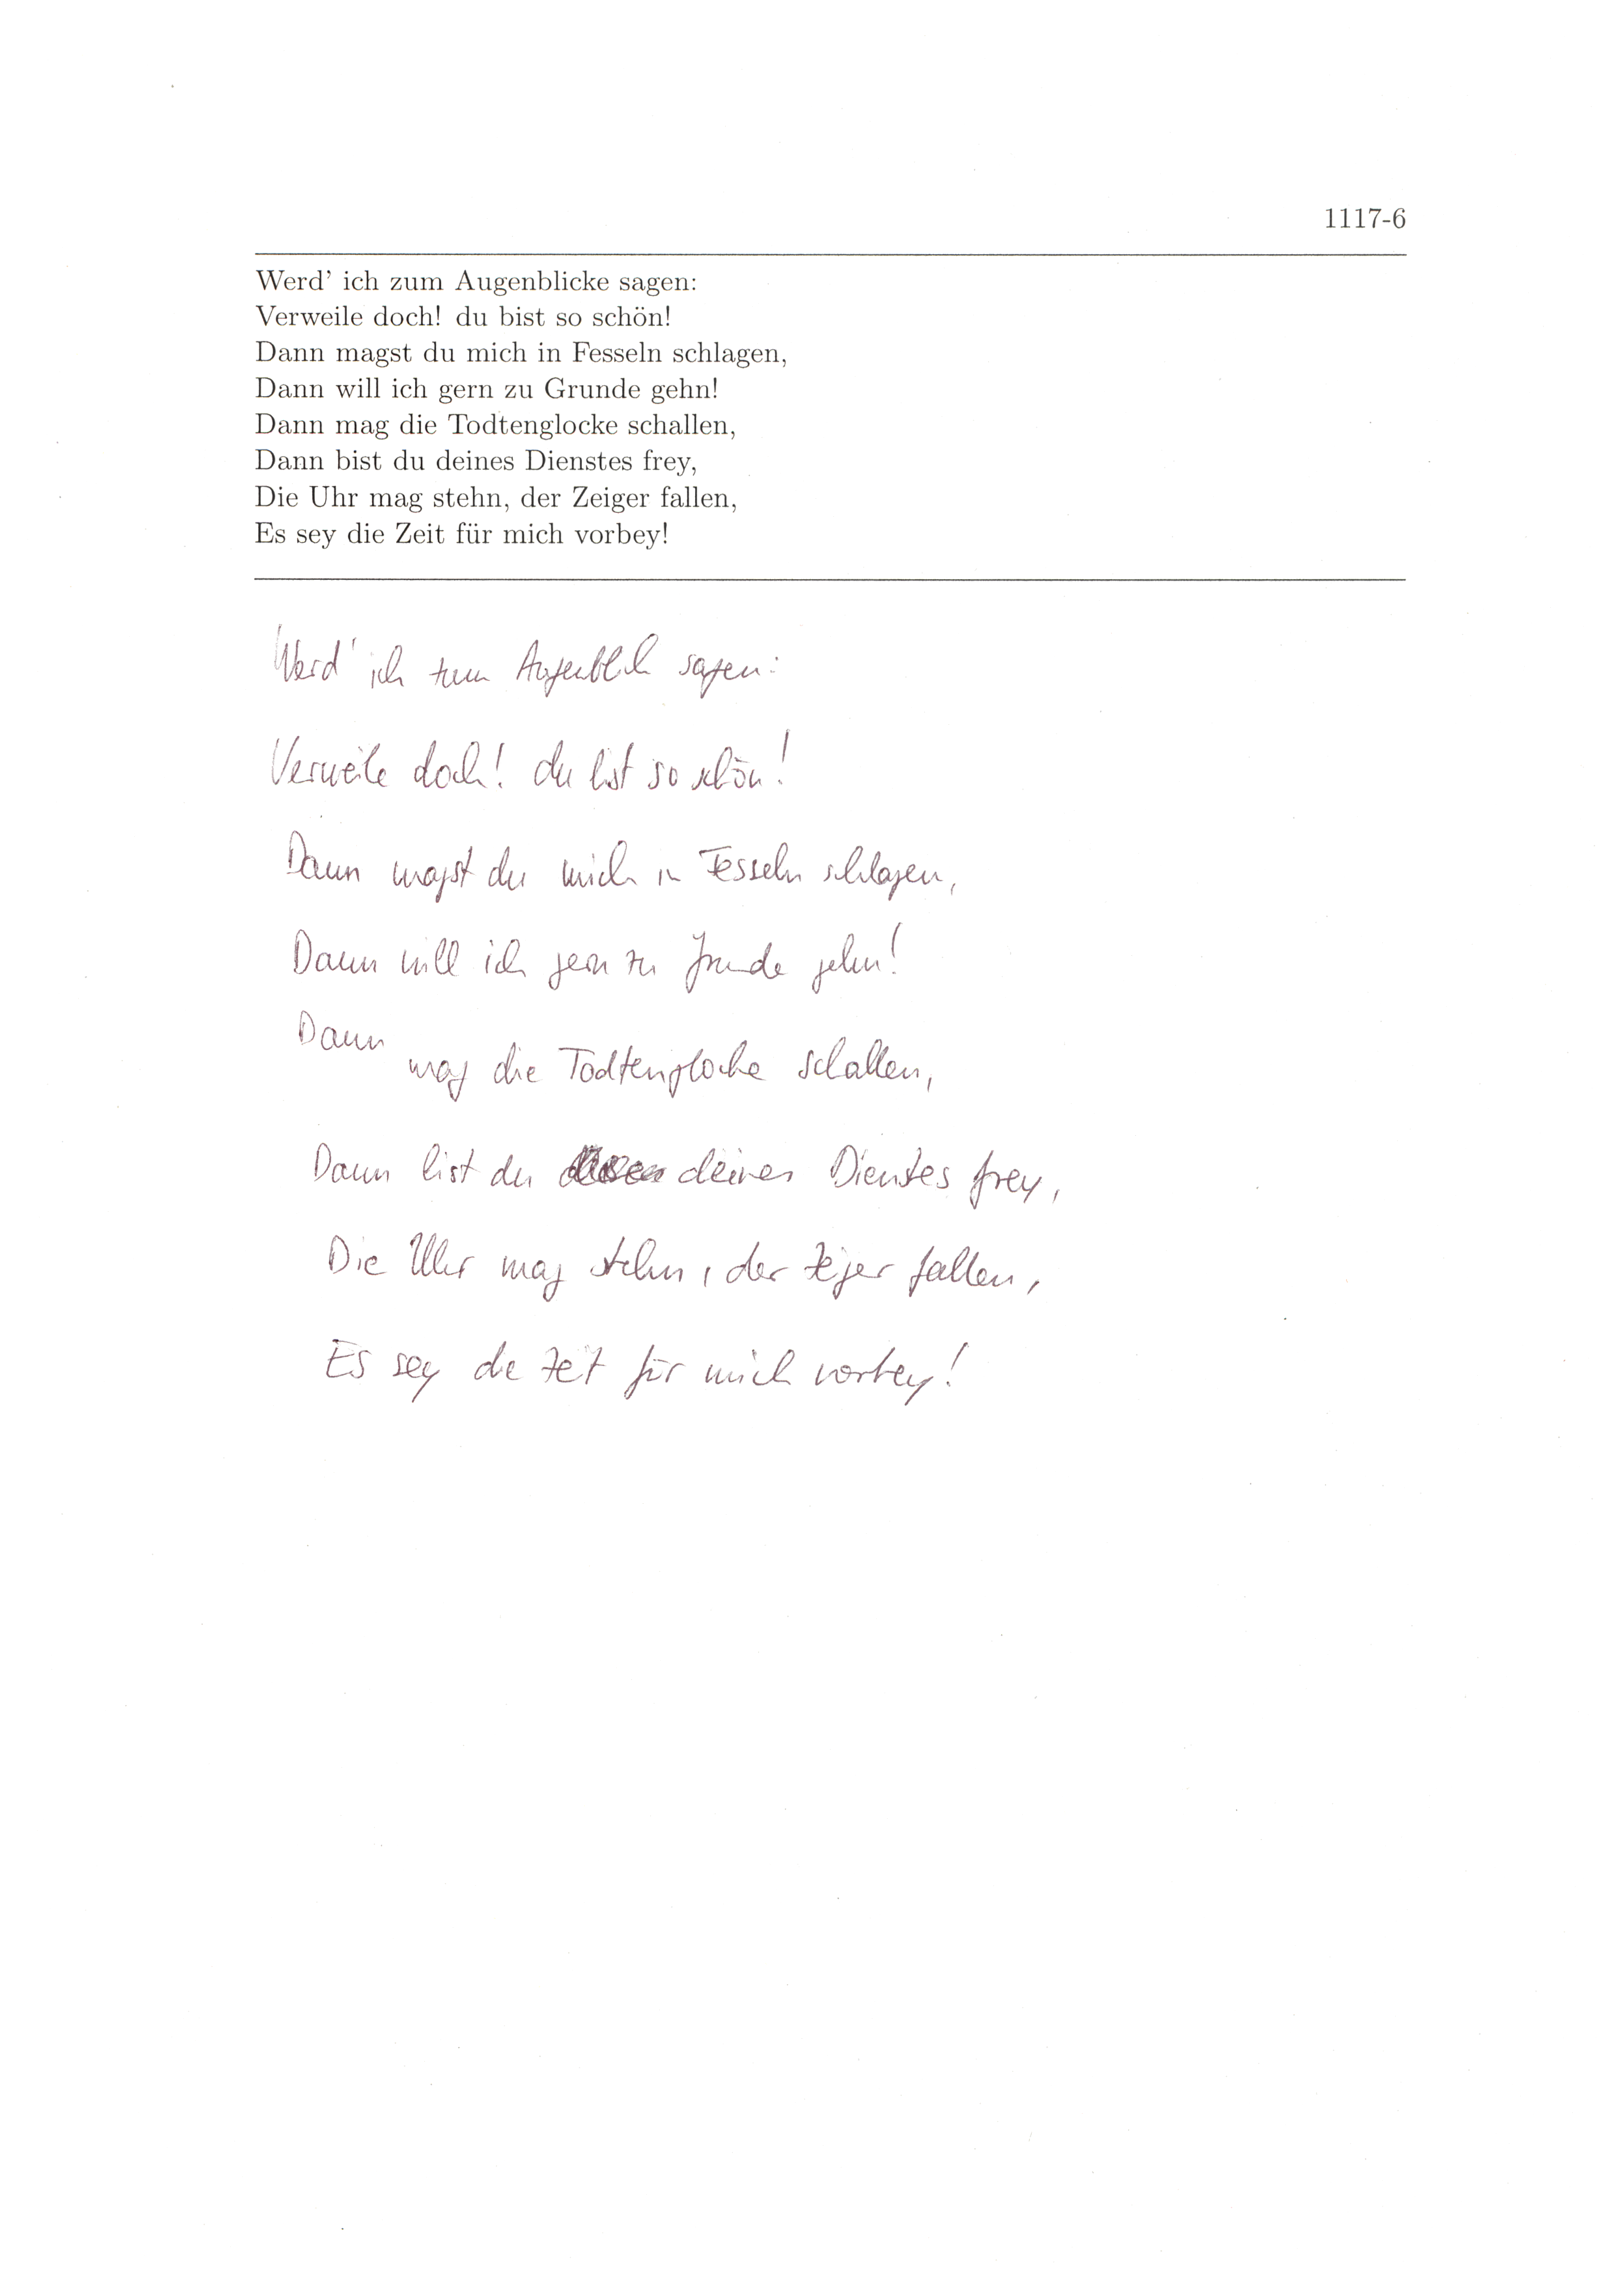 1117-6
Werd' ich zum Augenblicke sagen:
Verweile doch! du bist so schön!
Dann magst du mich in Fesseln schlagen,
Dann will ich gern zu Grunde gehn!
Dann mag die Todtenglocke schallen,
Dann bist du deines Dienstes frey,
Die Uhr mag stehn, der Zeiger fallen,
Es sey die Zeit für mich vorbey!
Werd' ich zum Augenblick sagen:
Verweile doch! du bist so schön!
Dann magst du mich in Fesseln schlagen,
Dann will ich gern zu Grunde gehn!
Dann mag die Todtenglocke schallen,
Dann bist du deines Dienstes frey,
Die Uhr mag stehn, der Zeiger fallen,
Es sey die Zeit für mich vorbey!